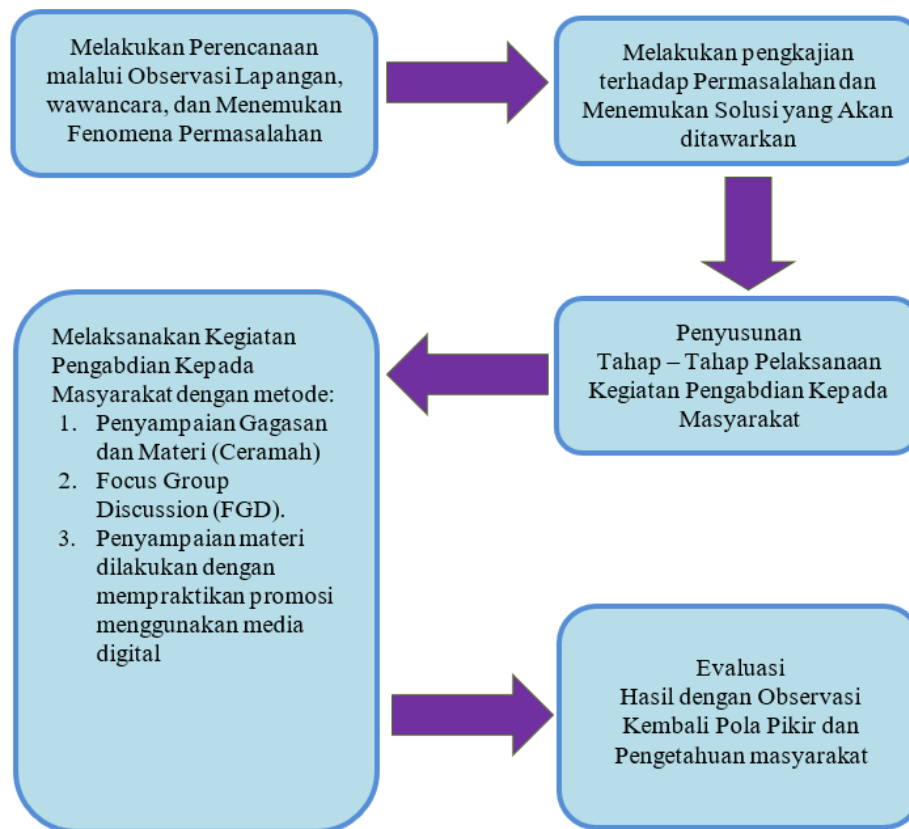 Melakukan Perencanaan
malalui Observasi Lapangan,
wawancara, dan Menemukan
Fenomena Permasalahan
Melakukan pengkajian
terhadap Permasalahan dan
Menemukan Solusi yang Akan
ditawarkan
Penyusunan
Tahap – Tahap Pelaksanaan
Kegiatan Pengabdian Kepada
Masyarakat
Melaksanakan Kegiatan
Pengabdian Kepada
Masyarakat dengan metode:
1. Penyampaian Gagasan
dan Materi (Ceramah)
2. Focus Group
Discussion (FGD).
3. Penyampaian materi
dilakukan dengan
mempraktikan promosi
menggunakan media
digital
Evaluasi
Hasil dengan Observasi
Kembali Pola Pikir dan
Pengetahuan masyarakat